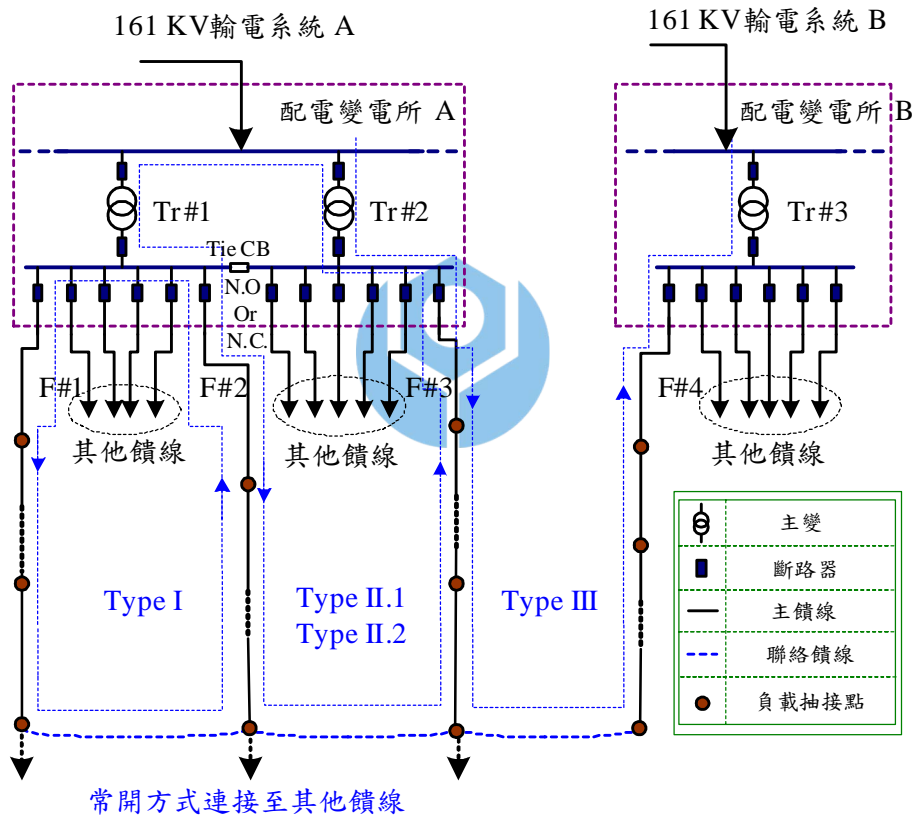 161 KV輸電系統 A
161 KV輸電系統 B
配電變電所 A
配電變電所 B
Tr#1
Tr#2
Tr#3
Tie CB
N.O
Or
N.C.
F#1
F#2
F#3
F#4
其他饋線
其他饋線
其他饋線
Type I
Type II.1
Type II.2
Type III
主變
斷路器
主饋線
聯絡饋線
負載抽接點
常開方式連接至其他饋線